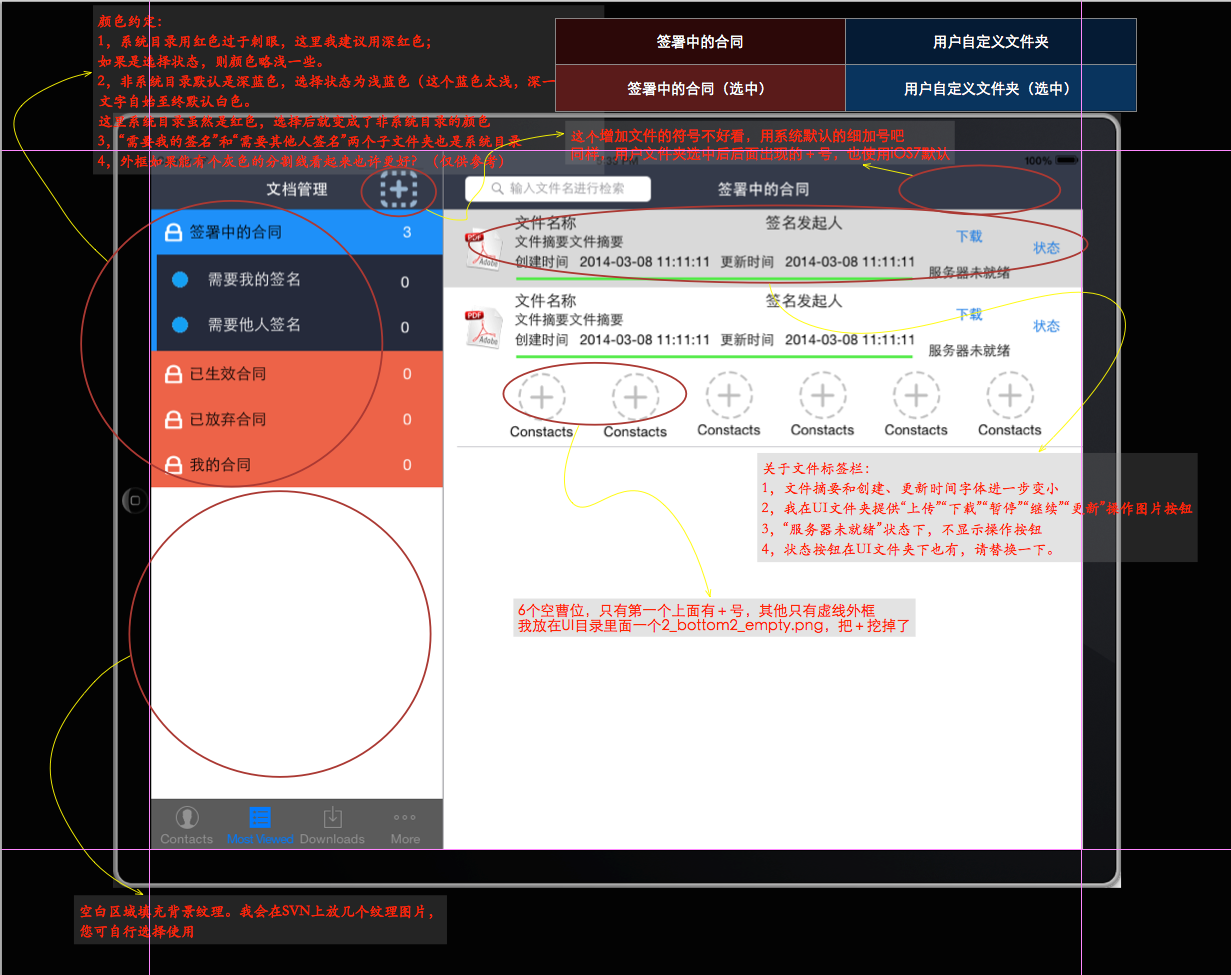 颜色约定：
1，系统目录用红色过于刺眼，这里我建议用深红色；
如果是选择状态，则颜色略浅一些。
2，非系统目录默认是深蓝色，选择状态为浅蓝色（这个蓝色太浅，深一
文字自始至终默认白色。
这里系统目录虽然是红色，选择后就变成了非系统目录的颜色
3，“需要我的签名”和“需要其他人签名”两个子文件夹也是系统目录
4，外框如果能有个灰色的分割线看起来也许更好？（仅供参考）
签署中的合同
用户自定义文件夹
签署中的合同（选中）
用户自定义文件夹（选中）
这个增加文件的符号不好看，用系统默认的细加号吧
同样，用户文件夹选中后后面出现的＋号，也使用iOS7默认
100%
文档管理
输入文件名进行检索
签署中的合同
签署中的合同 3
需要我的签名 0
需要他人签名 0
已生效合同 0
已放弃合同 0
我的合同 0
文件名称 签名发起人
文件摘要文件摘要
下载
状态
创建时间 2014-03-08 11:11:11 更新时间 2014-03-08 11:11:11
服务器未就绪
PDF
Adobe
文件名称 签名发起人
文件摘要文件摘要
下载
状态
创建时间 2014-03-08 11:11:11 更新时间 2014-03-08 11:11:11
服务器未就绪
PDF
Adobe
Constacts Constacts Constacts Constacts Constacts Constacts
关于文件标签栏：
1，文件摘要和创建、更新时间字体进一步变小
2，我在UI文件夹提供“上传”“下载”“暂停”“继续”“更新”操作图片按钮
3，“服务器未就绪”状态下，不显示操作按钮
4，状态按钮在UI文件夹下也有，请替换一下。
6个空曹位，只有第一个上面有＋号，其他只有虚线外框
我放在UI目录里面一个2_bottom2_empty.png，把＋挖掉了
Contacts Most Viewed Downloads More
空白区域填充背景纹理。我会在SVN上放几个纹理图片，
您可自行选择使用